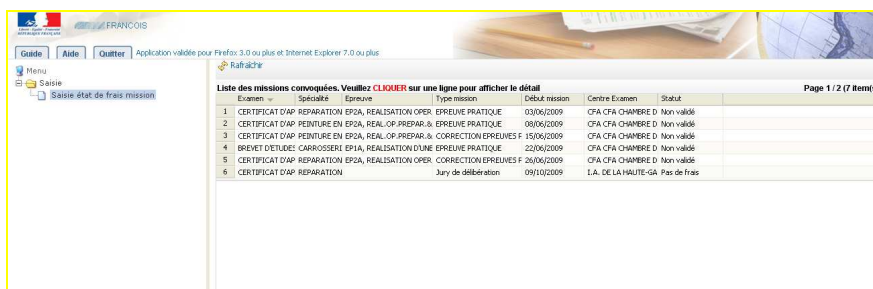 Liberté • Égalité • Fraternité
RÉPUBLIQUE FRANÇAISE
FRANCOIS
Guide Aide Quitter Application validée pour Firefox 3.0 ou plus et Internet Explorer 7.0 ou plus
Menu
Saisie
Saisie état de frais mission
Rafraîchir
Liste des missions convoquées. Veuillez CLIQUER sur une ligne pour afficher le détail Page 1 / 2 (7 item(
Examen Spécialité Epreuve Type mission Début mission Centre Examen Statut
1 CERTIFICAT D'AP REPARATION EP2A, REALISATION OPER EPREUVE PRATIQUE 03/06/2009 CFA CFA CHAMBRE D Non validé
2 CERTIFICAT D'AP PEINTURE EN EP2A, REAL.OP.PREPAR.& EPREUVE PRATIQUE 08/06/2009 CFA CFA CHAMBRE D Non validé
3 CERTIFICAT D'AP PEINTURE EN EP2A, REAL.OP.PREPAR.& CORRECTION EPREUVES F 15/06/2009 CFA CFA CHAMBRE D Non validé
4 BREVET D'ETUDES CARROSSERI EP1A, REALISATION D'UNE EPREUVE PRATIQUE 22/06/2009 CFA CFA CHAMBRE D Non validé
5 CERTIFICAT D'AP REPARATION EP2A, REALISATION OPER CORRECTION EPREUVES F 26/06/2009 CFA CFA CHAMBRE D Non validé
6 CERTIFICAT D'AP REPARATION Jury de délibération 09/10/2009 I.A. DE LA HAUTE-GA Pas de frais